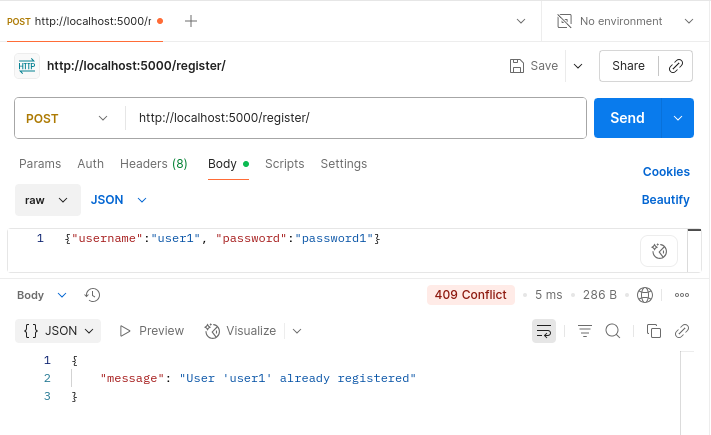 POST http://localhost:5000/r
No environment
HTTP http://localhost:5000/register/ Save Share
POST http://localhost:5000/register/ Send
Params Auth Headers (8) Body Scripts Settings
Cookies
raw JSON Beautify
1 {"username":"user1", "password":"password1"}
Body 409 Conflict 5 ms 286 B
{} JSON Preview Visualize
1 {
2 "message": "User 'user1' already registered"
3 }